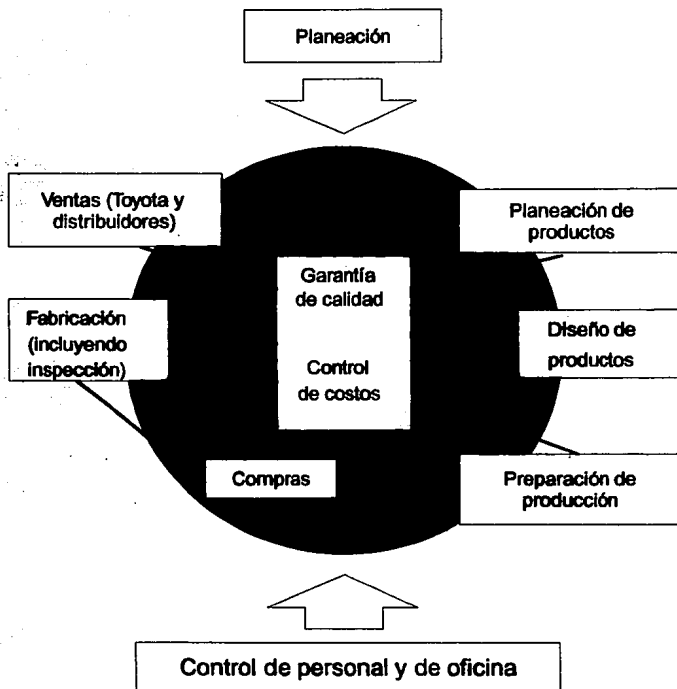 Planeación
Ventas (Toyota y
distribuidores)
Planeación de
productos
Garantía
de calidad
Fabricación
(incluyendo
inspección)
Diseño de
productos
Control
de costos
Compras
Preparación de
producción
Control de personal y de oficina